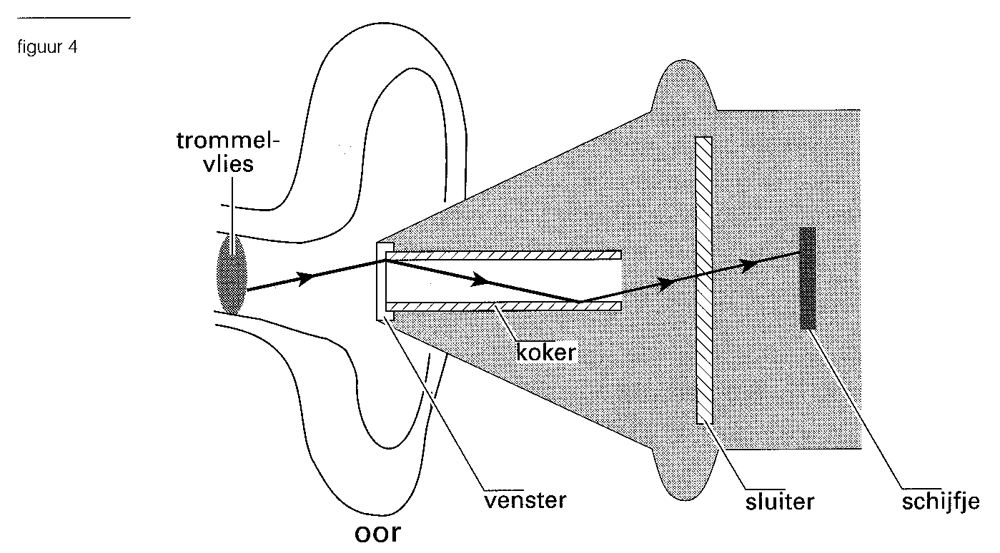 figuur 4
trommel-
vlies
koker
venster
sluiter
schijfje
oor